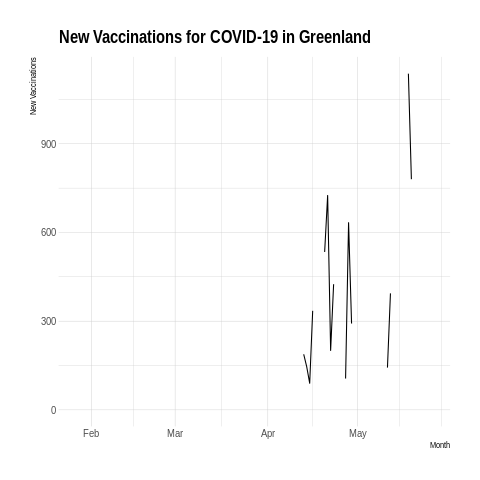 New Vaccinations for COVID-19 in Greenland
New Vaccinations
900
600
300
0
Feb Mar Apr May
Month